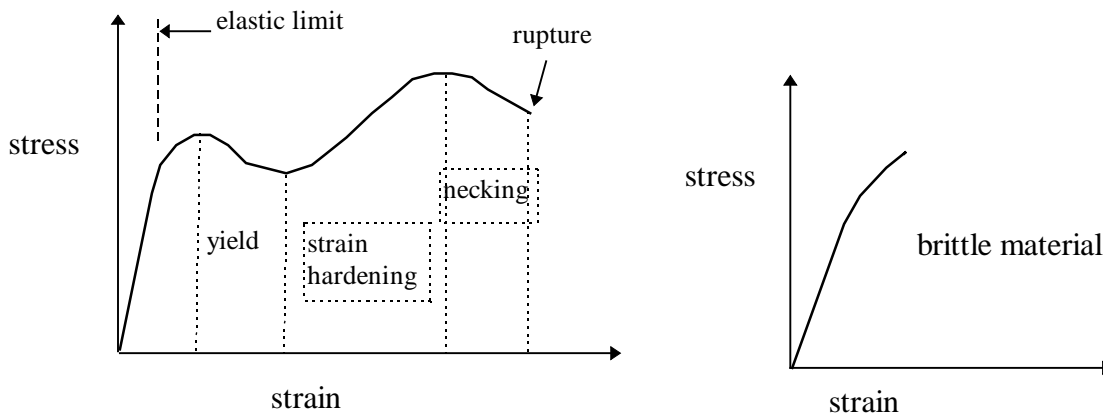 elastic limit
rupture
stress
necking
yield
strain
hardening
strain
stress
brittle material
strain